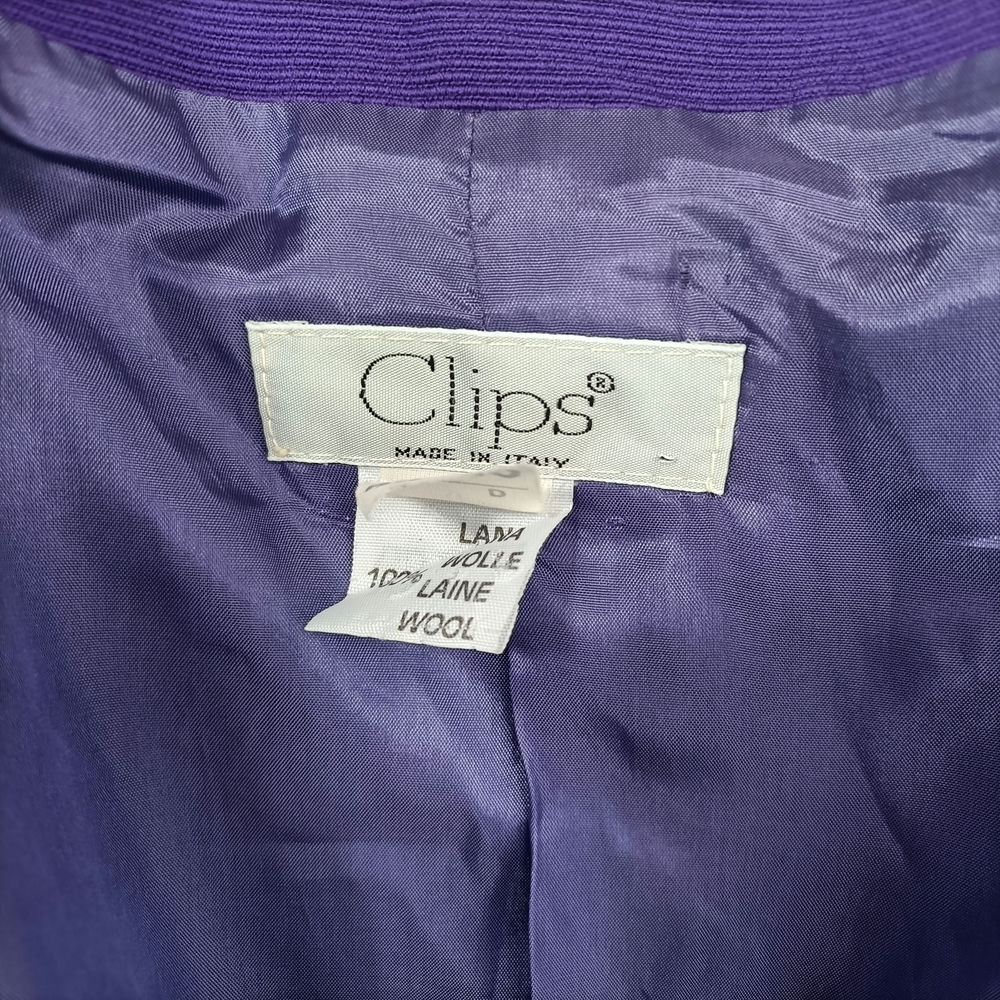 Clips®
MADE IN ITALY
D
LANA
WOLLE
100% LAINE
WOOL